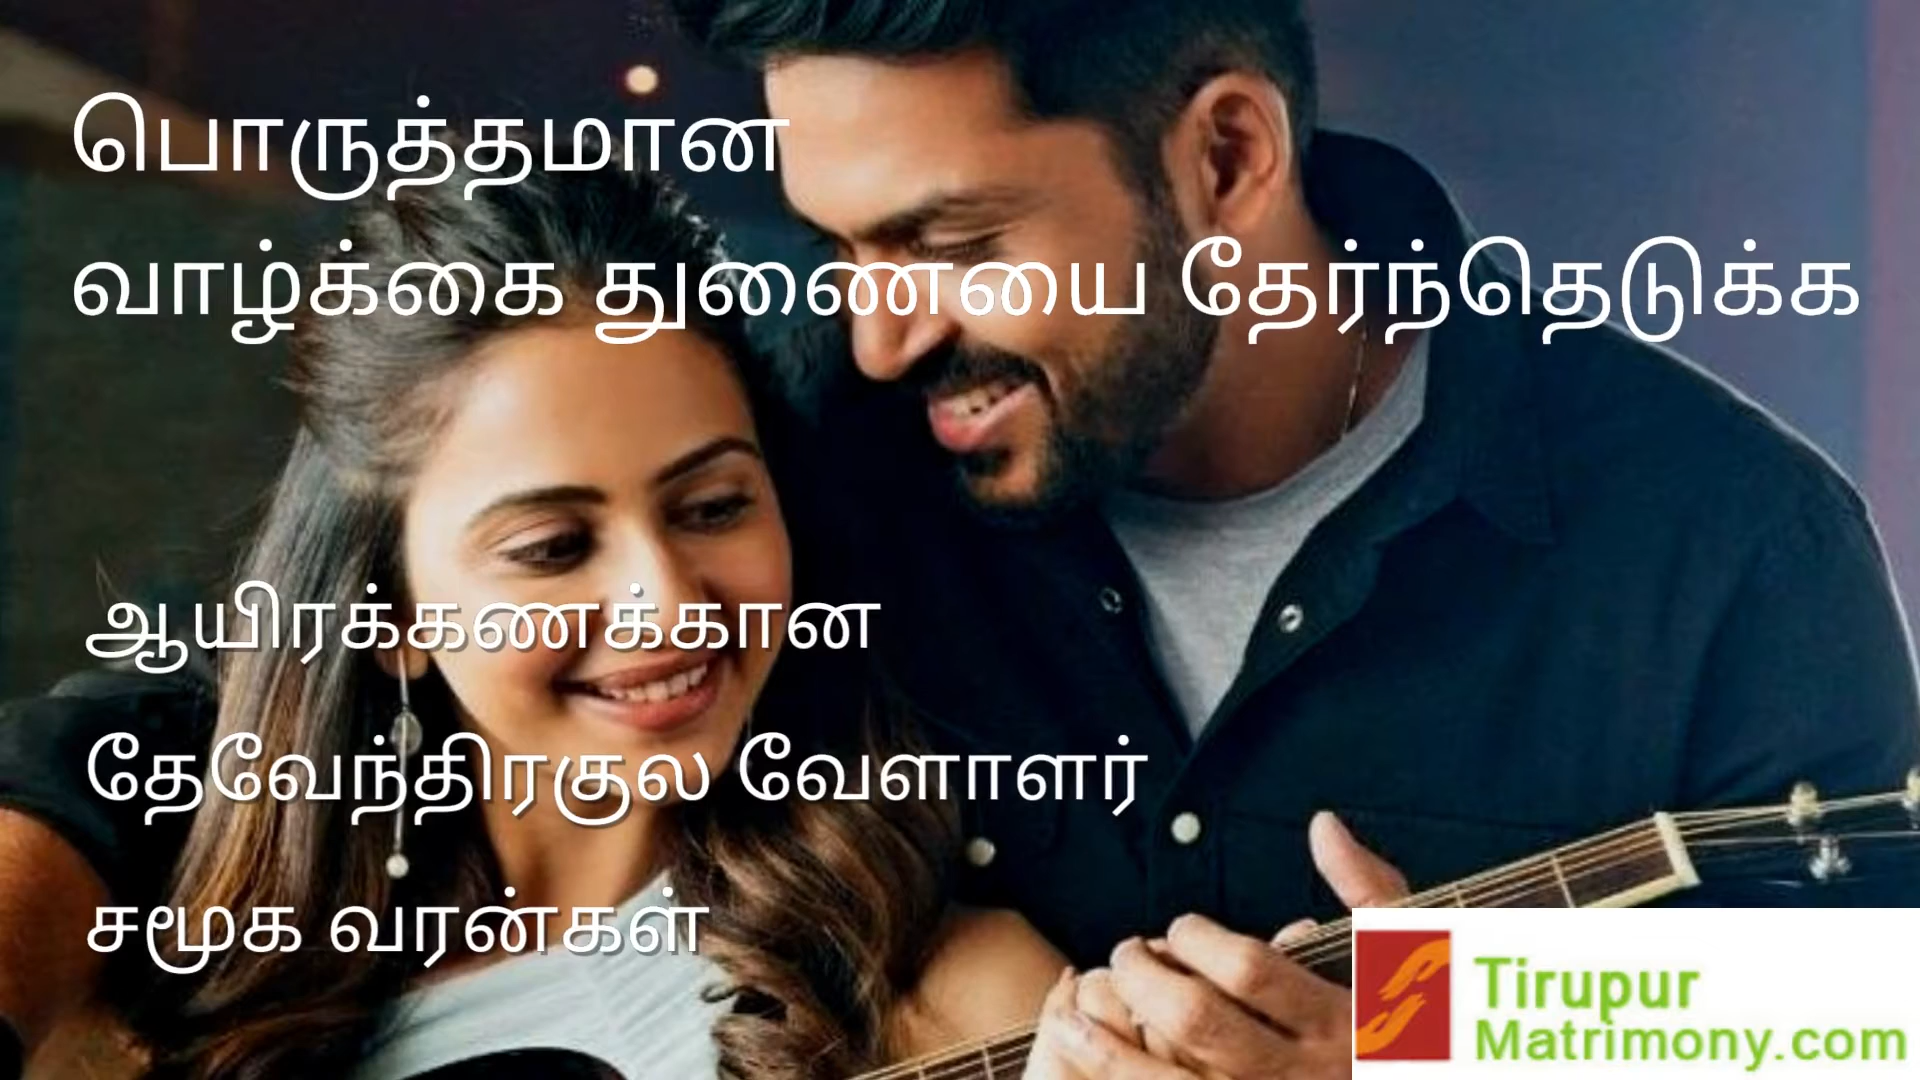 பொருத்தமான
வாழ்க்கை துணையை தேர்ந்தெடுக்க
ஆயிரக்கணக்கான
தேவேந்திரகுல வேளாளர்
சமூக வரன்கள்
Tirupur
Matrimony.com